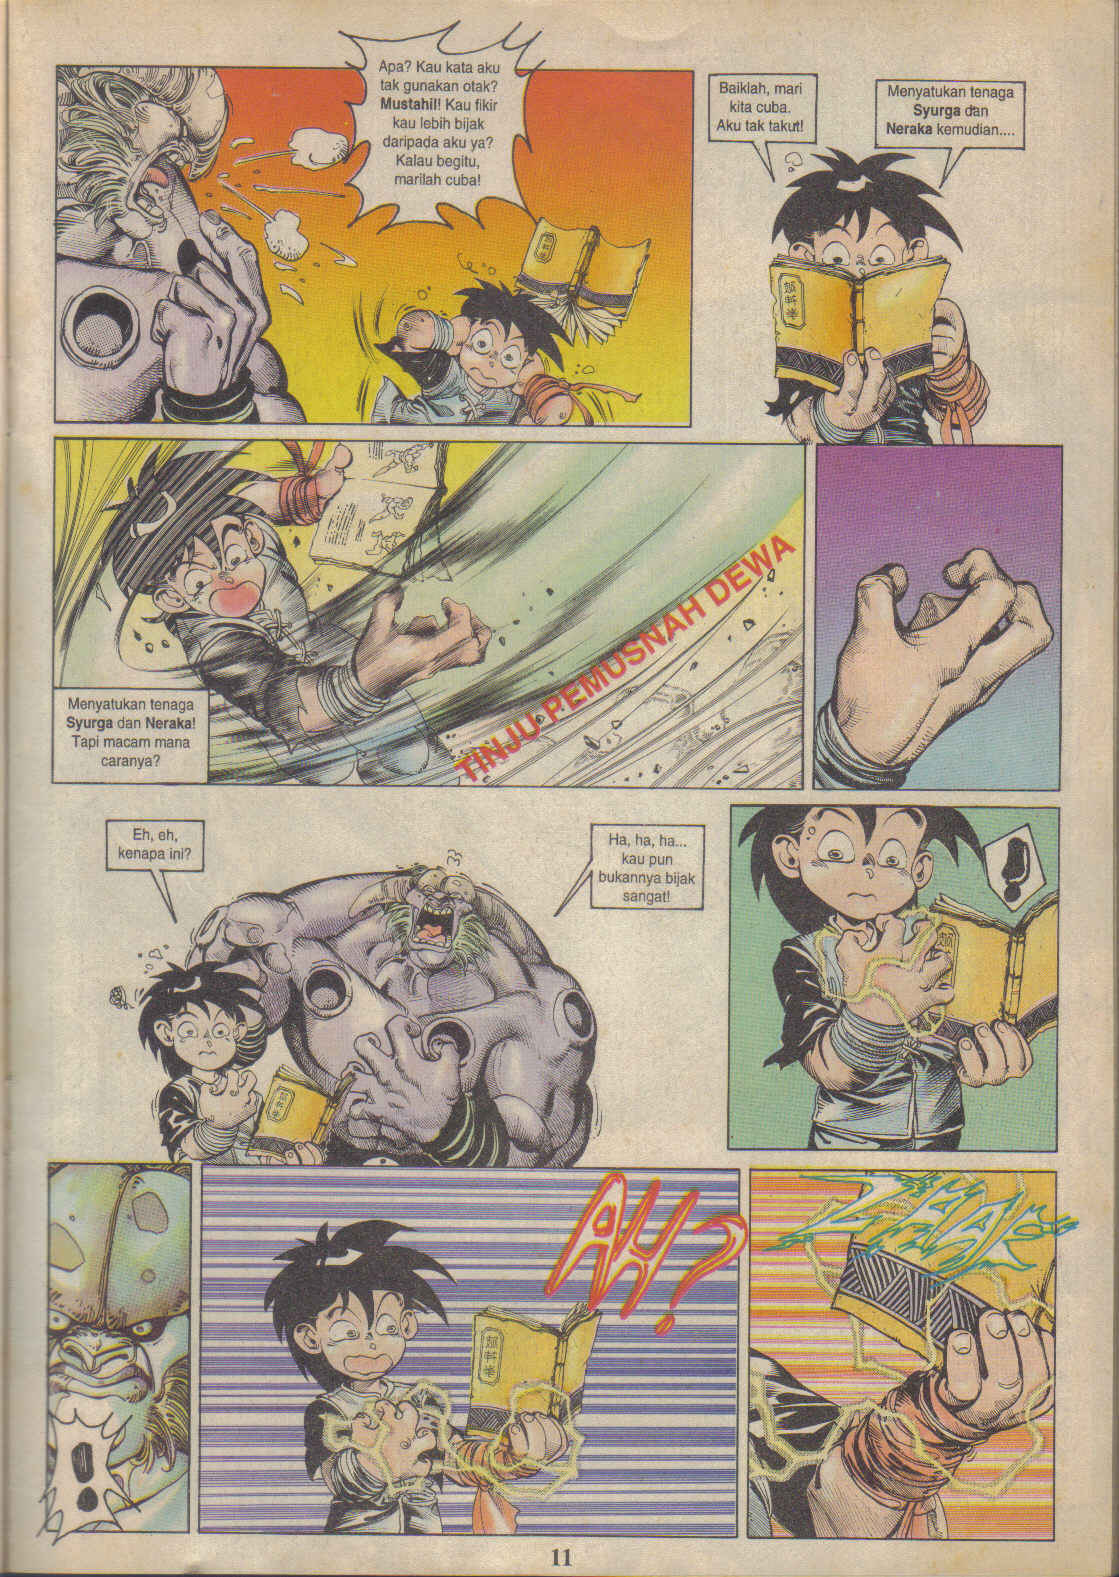 Apa? Kau kata aku
tak gunakan otak?
Mustahil! Kau fikir
kau lebih bijak
daripada aku ya?
Kalau begitu,
marilah cuba!
Baiklah, mari
kita cuba.
Aku tak takut!
Menyatukan tenaga
Syurga dan
Neraka kemudian....
TINJU PEMUSNAH DEWA
Menyatukan tenaga
Syurga dan Neraka!
Tapi macam mana
caranya?
Eh, eh,
kenapa ini?
Ha, ha, ha...
kau pun
bukannya bijak
sangat!
!
!
AH?
11